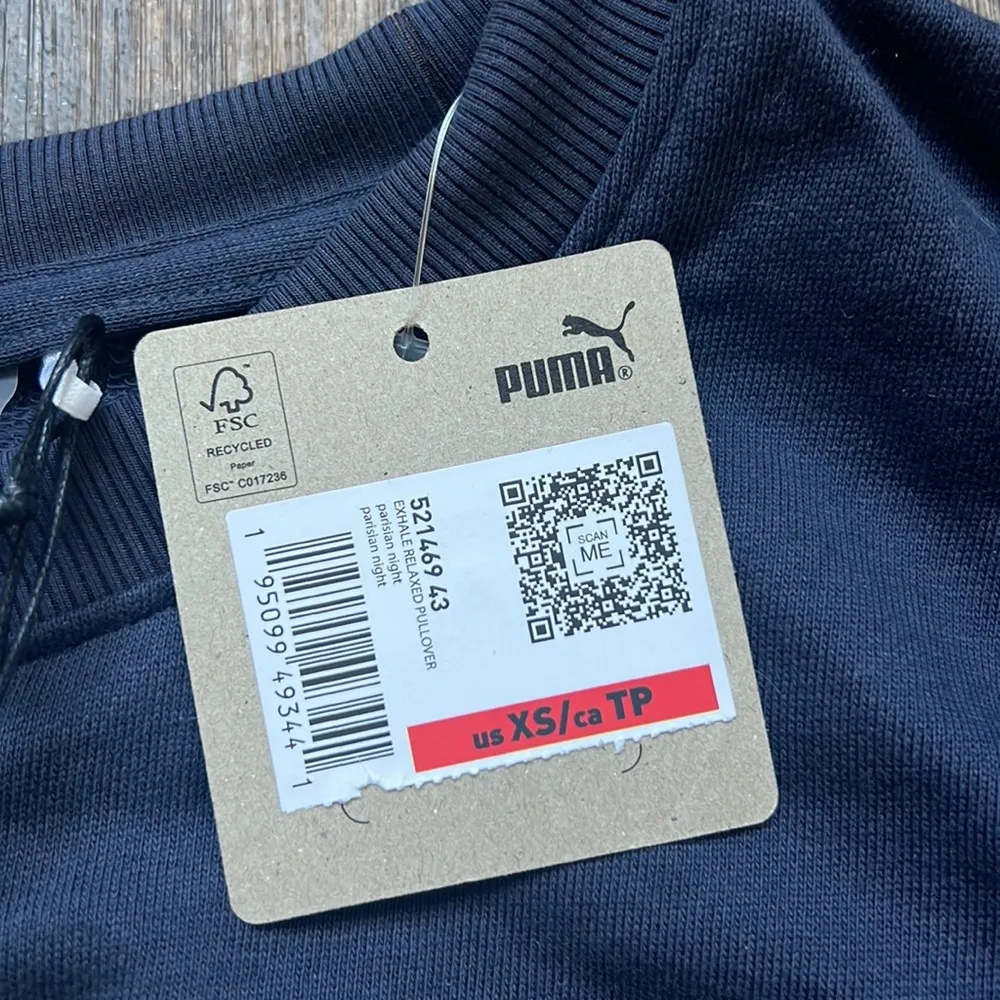 PUMA®
FSC™
RECYCLED
Paper
FSC™ C017236
521469 43
EXHALE RELAXED PULLOVER
parisian night
parisian night
1 95099 49344 1
SCAN
ME
us XS/ca TP